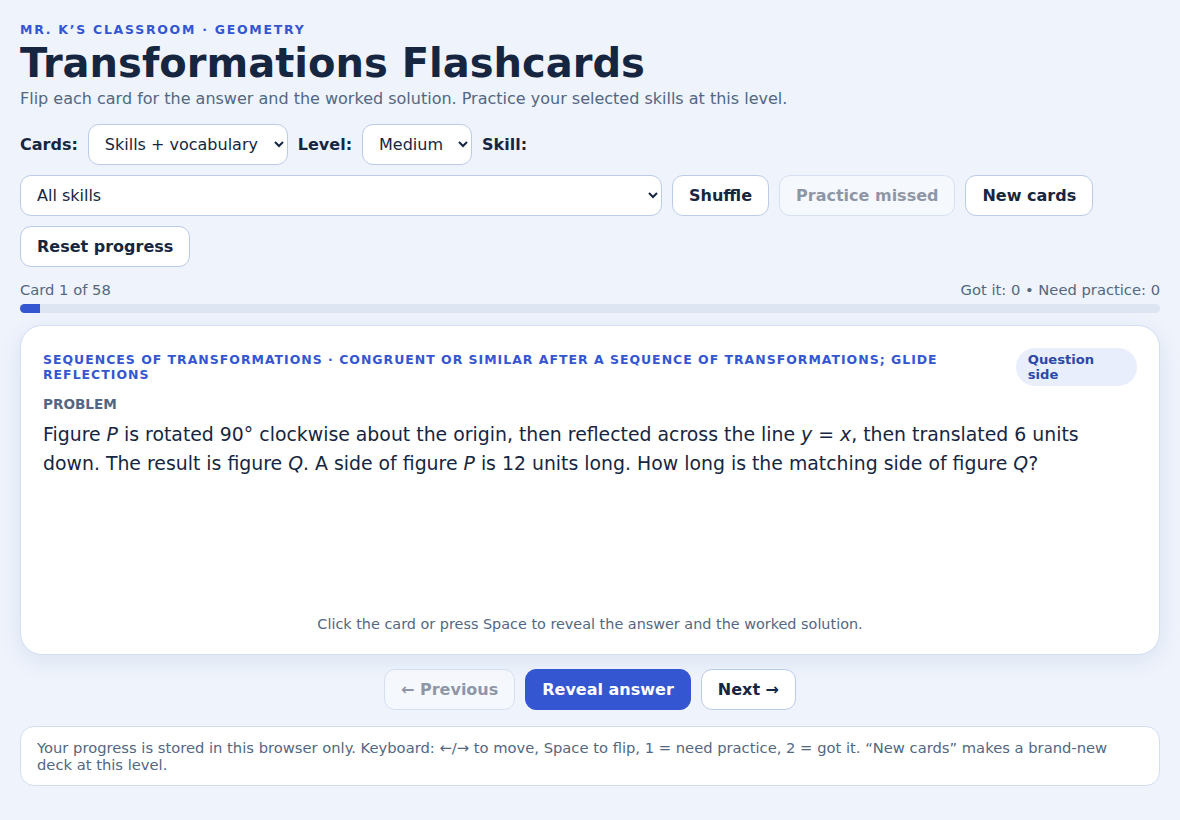 MR. K’S CLASSROOM · GEOMETRY
Transformations Flashcards
Flip each card for the answer and the worked solution. Practice your selected skills at this level.
Cards: Skills + vocabulary Level: Medium Skill:
All skills Shuffle Practice missed New cards
Reset progress
Card 1 of 58 Got it: 0 • Need practice: 0
SEQUENCES OF TRANSFORMATIONS · CONGRUENT OR SIMILAR AFTER A SEQUENCE OF TRANSFORMATIONS; GLIDE
REFLECTIONS
Question
side
PROBLEM
Figure P is rotated 90° clockwise about the origin, then reflected across the line y = x, then translated 6 units
down. The result is figure Q. A side of figure P is 12 units long. How long is the matching side of figure Q?
Click the card or press Space to reveal the answer and the worked solution.
← Previous Reveal answer Next →
Your progress is stored in this browser only. Keyboard: ←/→ to move, Space to flip, 1 = need practice, 2 = got it. “New cards” makes a brand-new
deck at this level.